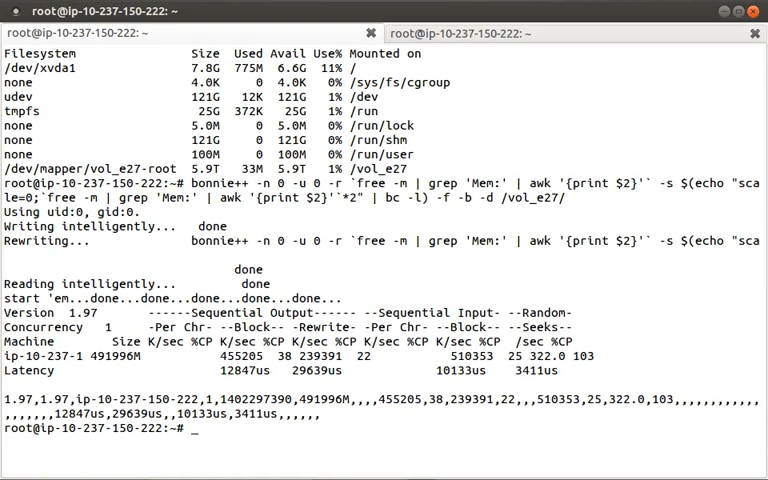 root@ip-10-237-150-222: ~
root@ip-10-237-150-222: ~ root@ip-10-237-150-222: ~
Filesystem Size Used Avail Use% Mounted on
/dev/xvda1 7.8G 775M 6.6G 11% /
none 4.0K 0 4.0K 0% /sys/fs/cgroup
udev 121G 12K 121G 1% /dev
tmpfs 25G 372K 25G 1% /run
none 5.0M 0 5.0M 0% /run/lock
none 121G 0 121G 0% /run/shm
none 100M 0 100M 0% /run/user
/dev/mapper/vol_e27-root 5.9T 33M 5.9T 1% /vol_e27
root@ip-10-237-150-222:~# bonnie++ -n 0 -u 0 -r `free -m | grep 'Mem:' | awk '{print $2}'` -s $(echo "sca
le=0;`free -m | grep 'Mem:' | awk '{print $2}'`*2" | bc -l) -f -b -d /vol_e27/
Using uid:0, gid:0.
Writing intelligently... done
Rewriting... bonnie++ -n 0 -u 0 -r `free -m | grep 'Mem:' | awk '{print $2}'` -s $(echo "sca
done
Reading intelligently... done
start 'em...done...done...done...done...done...
Version 1.97 ------Sequential Output------ --Sequential Input- --Random-
Concurrency 1 -Per Chr- --Block-- -Rewrite- -Per Chr- --Block-- --Seeks--
Machine Size K/sec %CP K/sec %CP K/sec %CP K/sec %CP K/sec %CP /sec %CP
ip-10-237-1 491996M 455205 38 239391 22 510353 25 322.0 103
Latency 12847us 29639us 10133us 3411us
1.97,1.97,ip-10-237-150-222,1,1402297390,491996M,,,,455205,38,239391,22,,,510353,25,322.0,103,,,,,,,,,,,,
,,,,,,,12847us,29639us,,10133us,3411us,,,,,,
root@ip-10-237-150-222:~# _